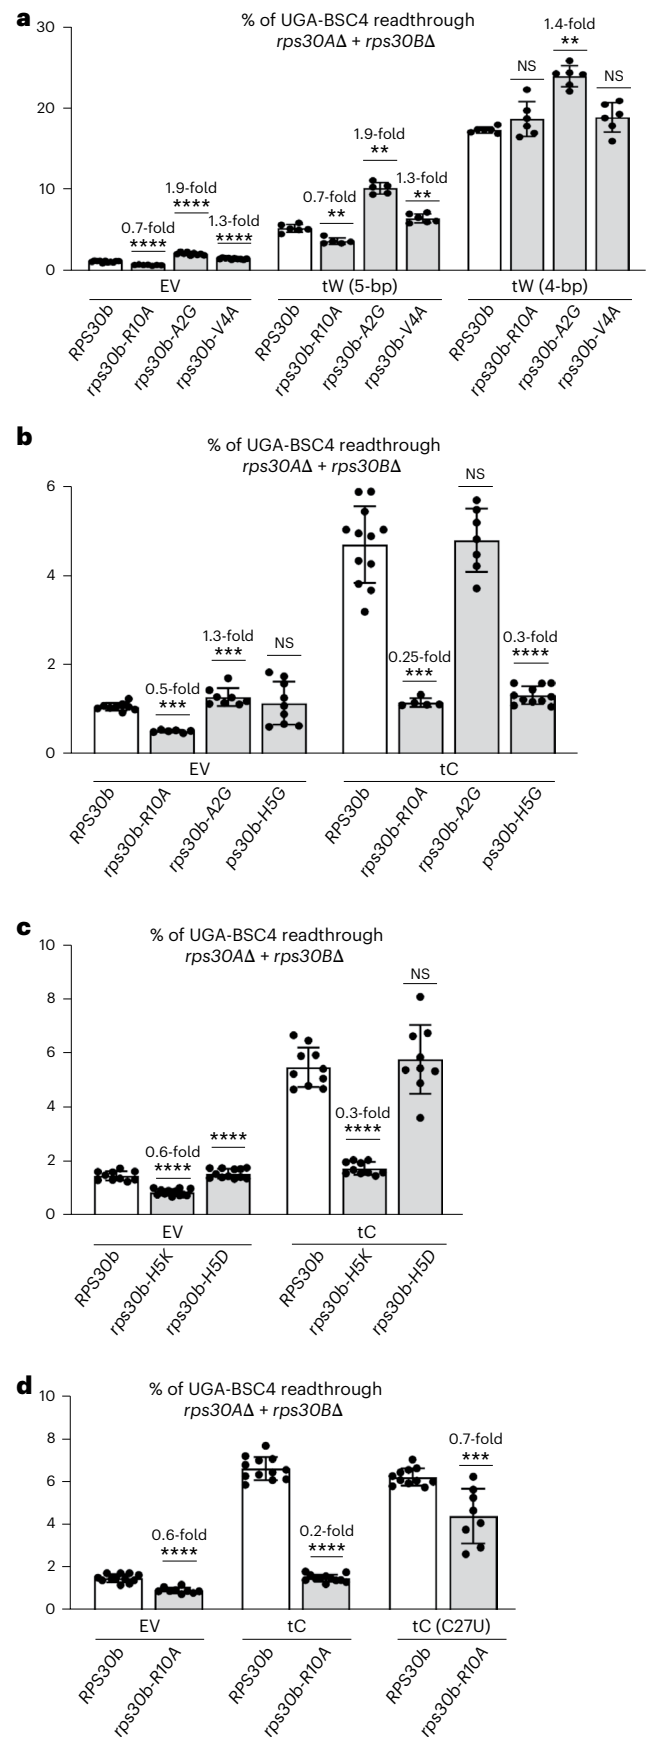 a
% of UGA-BSC4 readthrough
rps30AΔ + rps30BΔ
30
20
10
0
0.7-fold
****
1.9-fold
****
1.3-fold
****
0.7-fold
**
1.9-fold
**
1.3-fold
**
NS
1.4-fold
**
NS
EV
tW (5-bp)
tW (4-bp)
RPS30b
rps30b-R10A
rps30b-A2G
rps30b-V4A
RPS30b
rps30b-R10A
rps30b-A2G
rps30b-V4A
RPS30b
rps30b-R10A
rps30b-A2G
rps30b-V4A
b
% of UGA-BSC4 readthrough
rps30AΔ + rps30BΔ
6
4
2
0
0.5-fold
***
1.3-fold
***
NS
0.25-fold
***
NS
0.3-fold
****
EV
tC
RPS30b
rps30b-R10A
rps30b-A2G
ps30b-H5G
RPS30b
rps30b-R10A
rps30b-A2G
ps30b-H5G
c
% of UGA-BSC4 readthrough
rps30AΔ + rps30BΔ
10
8
6
4
2
0
0.6-fold
****
****
0.3-fold
****
NS
EV
tC
RPS30b
rps30b-H5K
rps30b-H5D
RPS30b
rps30b-H5K
rps30b-H5D
d
% of UGA-BSC4 readthrough
rps30AΔ + rps30BΔ
10
8
6
4
2
0
0.6-fold
****
0.2-fold
****
0.7-fold
***
EV
tC
tC (C27U)
RPS30b
rps30b-R10A
RPS30b
rps30b-R10A
RPS30b
rps30b-R10A